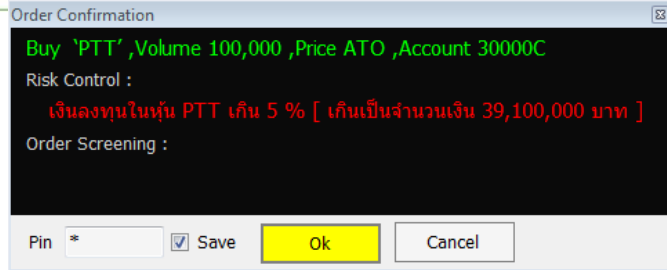 Order Confirmation
Buy `PTT' ,Volume 100,000 ,Price ATO ,Account 30000C
Risk Control :
เงินลงทุนในหุ้น PTT เกิน 5 % [ เกินเป็นจำนวนเงิน 39,100,000 บาท ]
Order Screening :
Pin * Save Ok Cancel